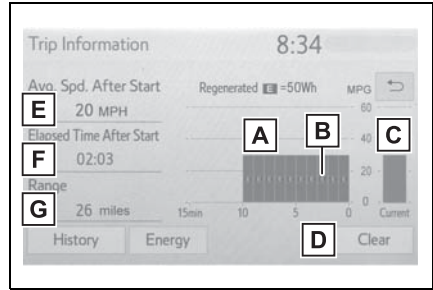 Trip Information 8:34
Avg. Spd. After Start Regenerated E =50Wh MPG
E 20 MPH 60
Elapsed Time After Start A B C 40
F 02:03 20
Range 0
G 26 miles 15min 10 5 0 Current
History Energy D Clear